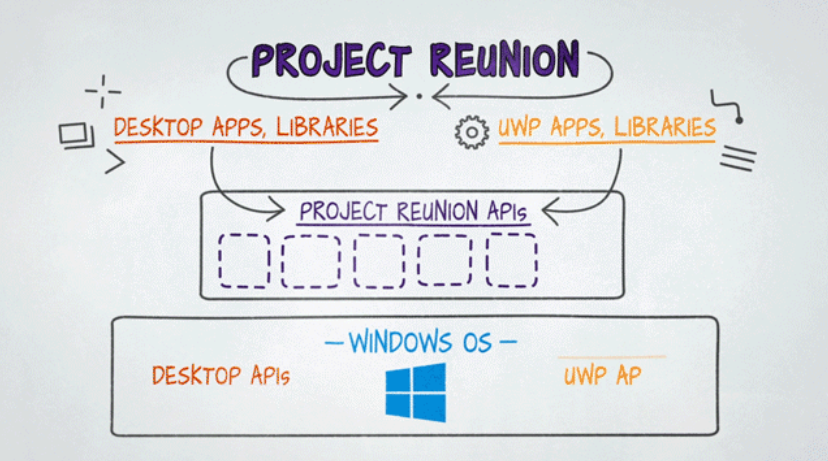 PROJECT REUNION
DESKTOP APPS, LIBRARIES
UWP APPS, LIBRARIES
PROJECT REUNION APIs
WINDOWS OS
DESKTOP APIs
UWP AP